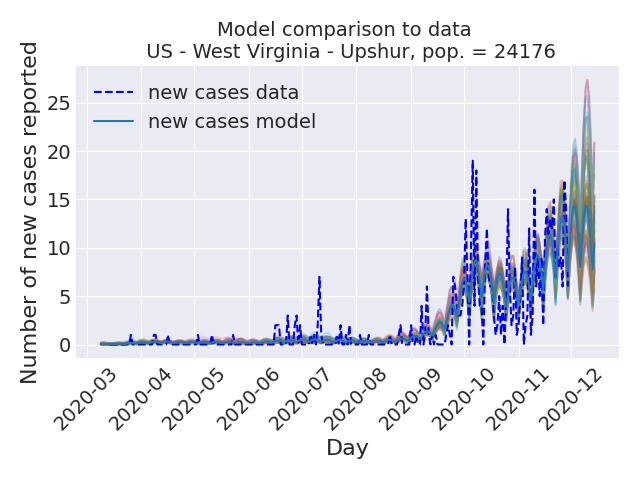 Model comparison to data
US - West Virginia - Upshur, pop. = 24176
Number of new cases reported
25
20
15
10
5
0
new cases data
new cases model
2020-03
2020-04
2020-05
2020-06
2020-07
2020-08
2020-09
2020-10
2020-11
2020-12
Day